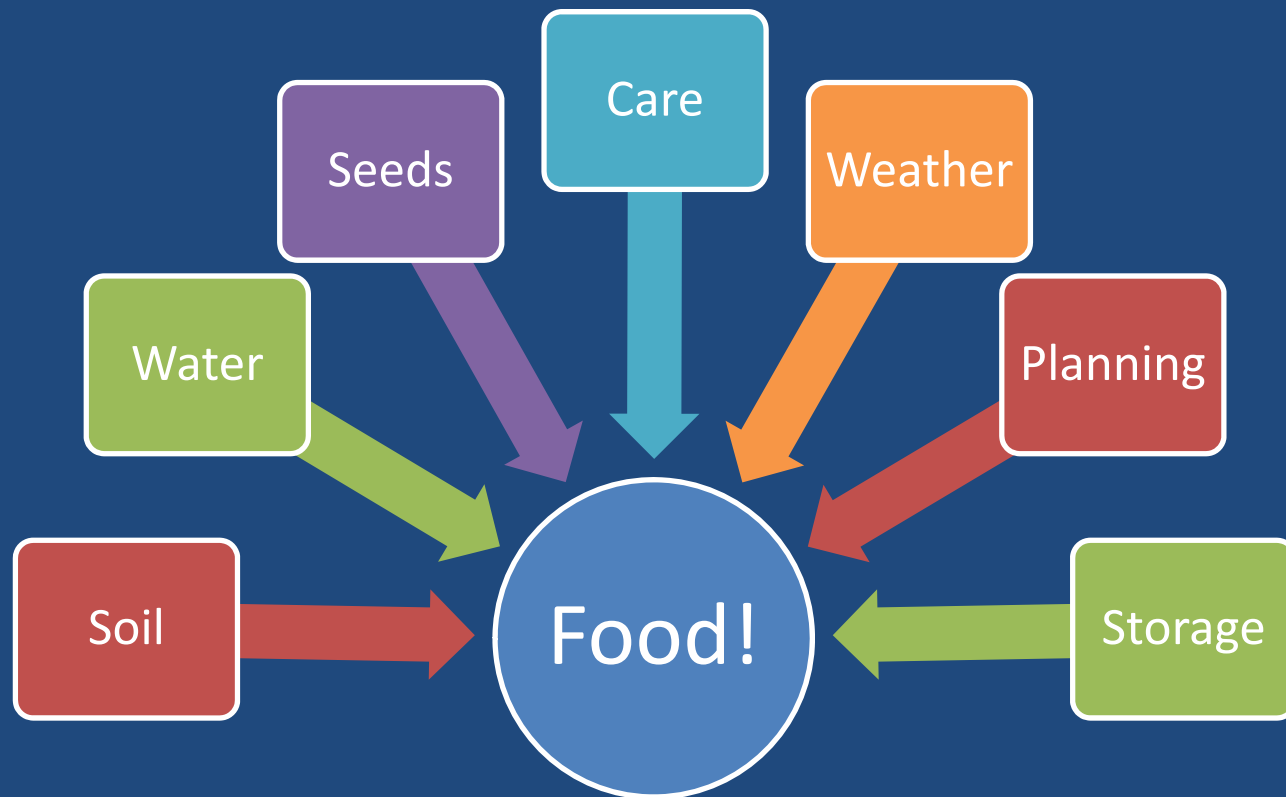 Care
Seeds
Weather
Water
Planning
Soil
Food!
Storage